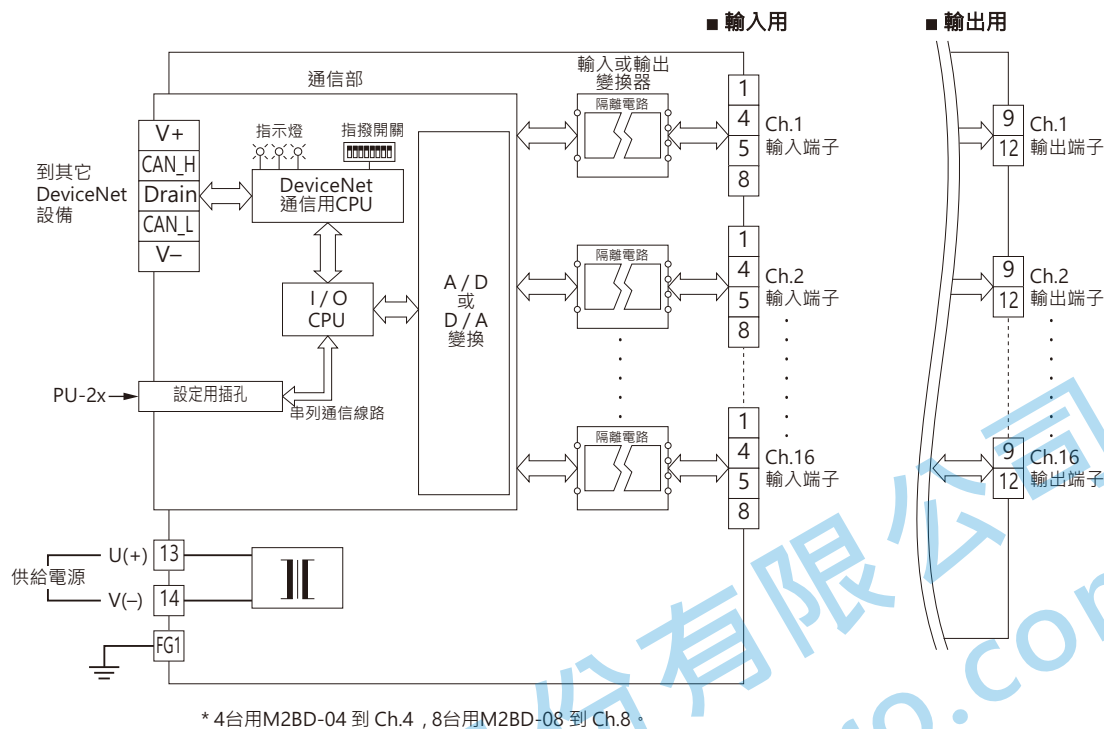 ■ 輸入用
■ 輸出用
通信部
輸入或輸出
變換器
V+
CAN_H
Drain
CAN_L
V–
到其它
DeviceNet
設備
指示燈
指撥開關
DeviceNet
通信用CPU
I / O
CPU
A / D
或
D / A
變換
PU-2x
設定用插孔
串列通信線路
隔離電路
1
4
5
8
Ch.1
輸入端子
隔離電路
1
4
5
8
Ch.2
輸入端子
隔離電路
1
4
5
8
Ch.16
輸入端子
9
12
Ch.1
輸出端子
9
12
Ch.2
輸出端子
9
12
Ch.16
輸出端子
供給電源
U(+)
13
V(–)
14
FG1
* 4台用M2BD-04 到 Ch.4 , 8台用M2BD-08 到 Ch.8。
份有限公司